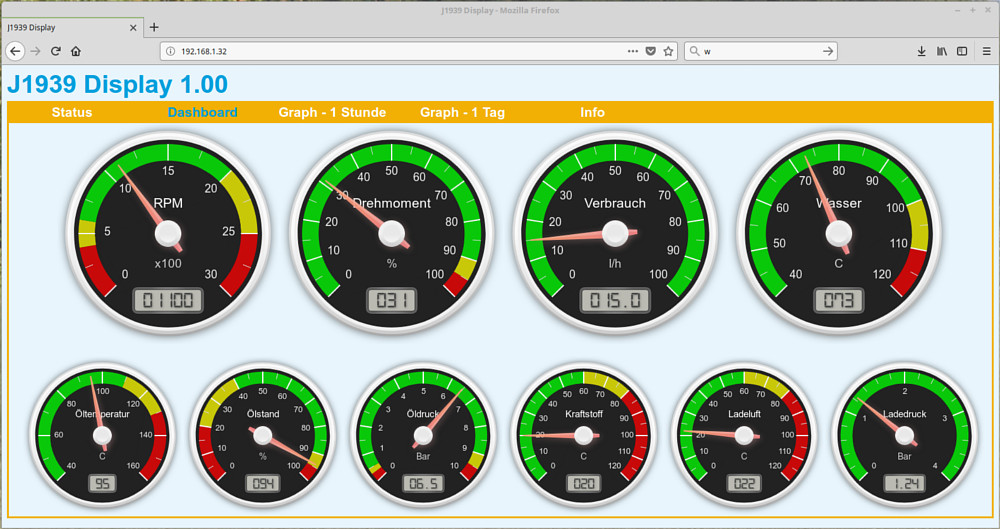 J1939 Display - Mozilla Firefox
J1939 Display
192.168.1.32
w
J1939 Display 1.00
Status Dashboard Graph - 1 Stunde Graph - 1 Tag Info
0 5 10 15 20 25 30
RPM
x100
01100
0 10 20 30 40 50 60 70 80 90 100
Drehmoment
%
031
0 10 20 30 40 50 60 70 80 90 100
Verbrauch
l/h
015.0
40 50 60 70 80 90 100 110 120
Wasser
C
073
40 60 80 100 120 140 160
Öltemperatur
C
95
0 10 20 30 40 50 60 70 80 90 100
Ölstand
%
094
0 1 2 3 4 5 6 7 8 9 10
Öldruck
Bar
06.5
0 10 20 30 40 50 60 70 80 90 100 110 120
Kraftstoff
C
020
0 10 20 30 40 50 60 70 80 90 100 110 120
Ladeluft
C
022
0 1 2 3 4
Ladedruck
Bar
1.24